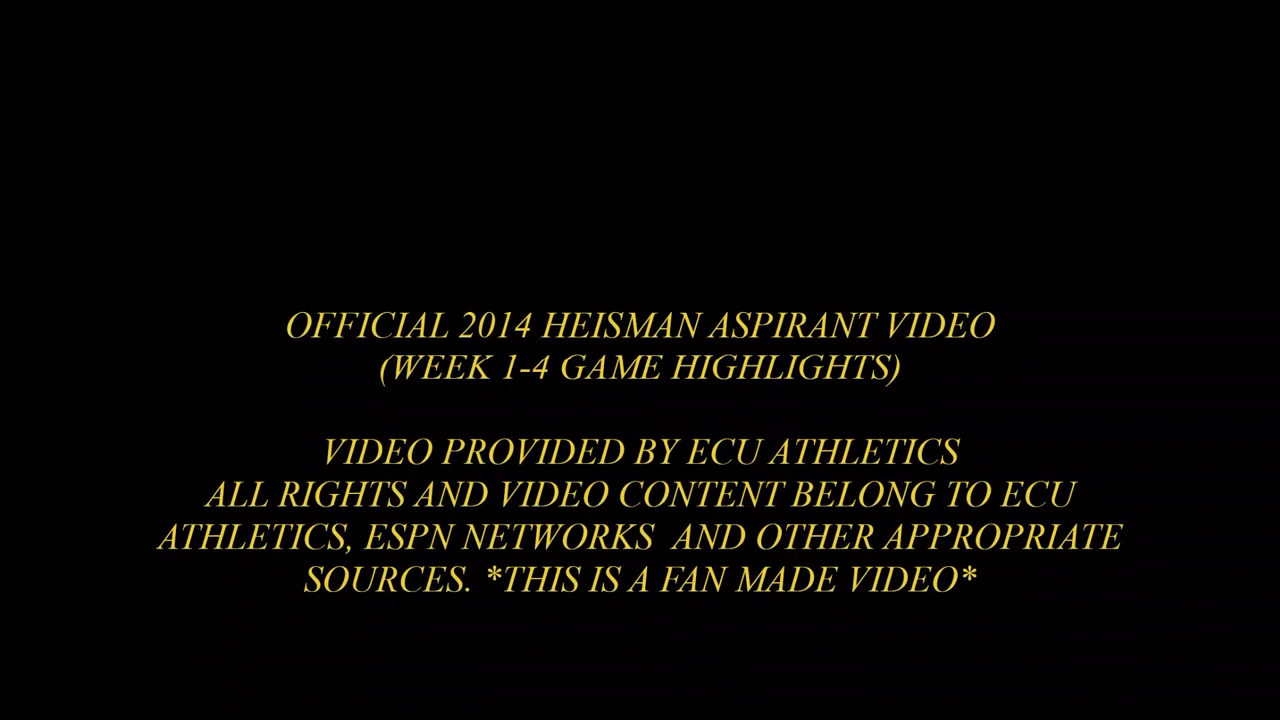 OFFICIAL 2014 HEISMAN ASPIRANT VIDEO
(WEEK 1-4 GAME HIGHLIGHTS)
VIDEO PROVIDED BY ECU ATHLETICS
ALL RIGHTS AND VIDEO CONTENT BELONG TO ECU
ATHLETICS, ESPN NETWORKS  AND OTHER APPROPRIATE
SOURCES. *THIS IS A FAN MADE VIDEO*